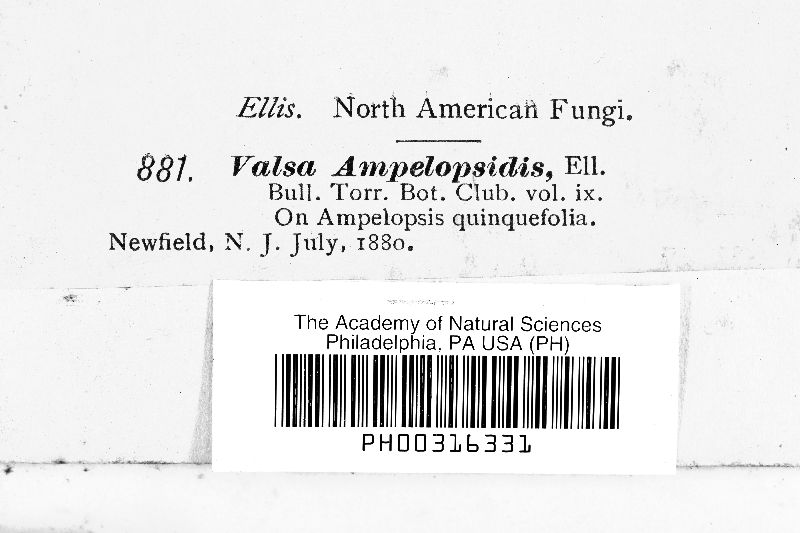 Ellis. North American Fungi.
881. Valsa Ampelopsidis, Ell.
Bull. Torr. Bot. Club. vol. ix.
On Ampelopsis quinquefolia.
Newfield, N. J. July, 1880.
The Academy of Natural Sciences
Philadelphia, PA USA (PH)
PH00316331